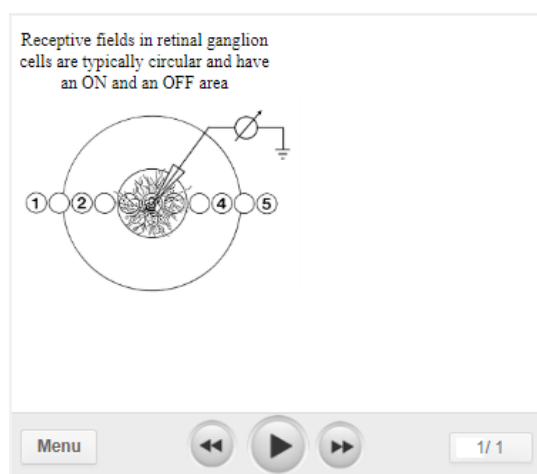 Receptive fields in retinal ganglion
cells are typically circular and have
an ON and an OFF area
1 2 4 5
Menu
1/ 1